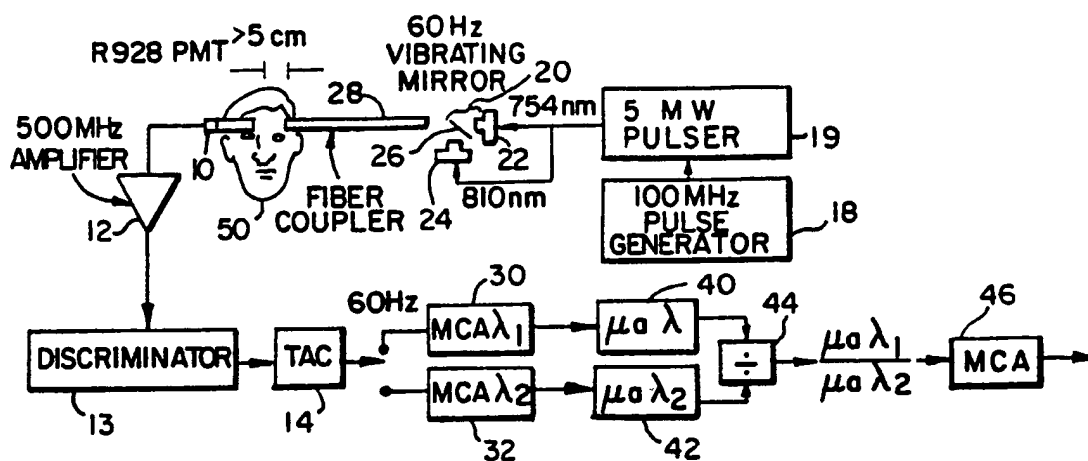 R928 PMT >5 cm
60Hz
VIBRATING
MIRROR
20
28
754nm
5 MW
PULSER
19
500MHz
AMPLIFIER
10
12
50
FIBER
COUPLER
26
22
24
810nm
100MHz
PULSE
GENERATOR
18
DISCRIMINATOR
13
TAC
14
60Hz
30
MCAλ1
MCAλ2
32
40
μa λ
μa λ2
42
44
÷
μa λ1
μa λ2
46
MCA